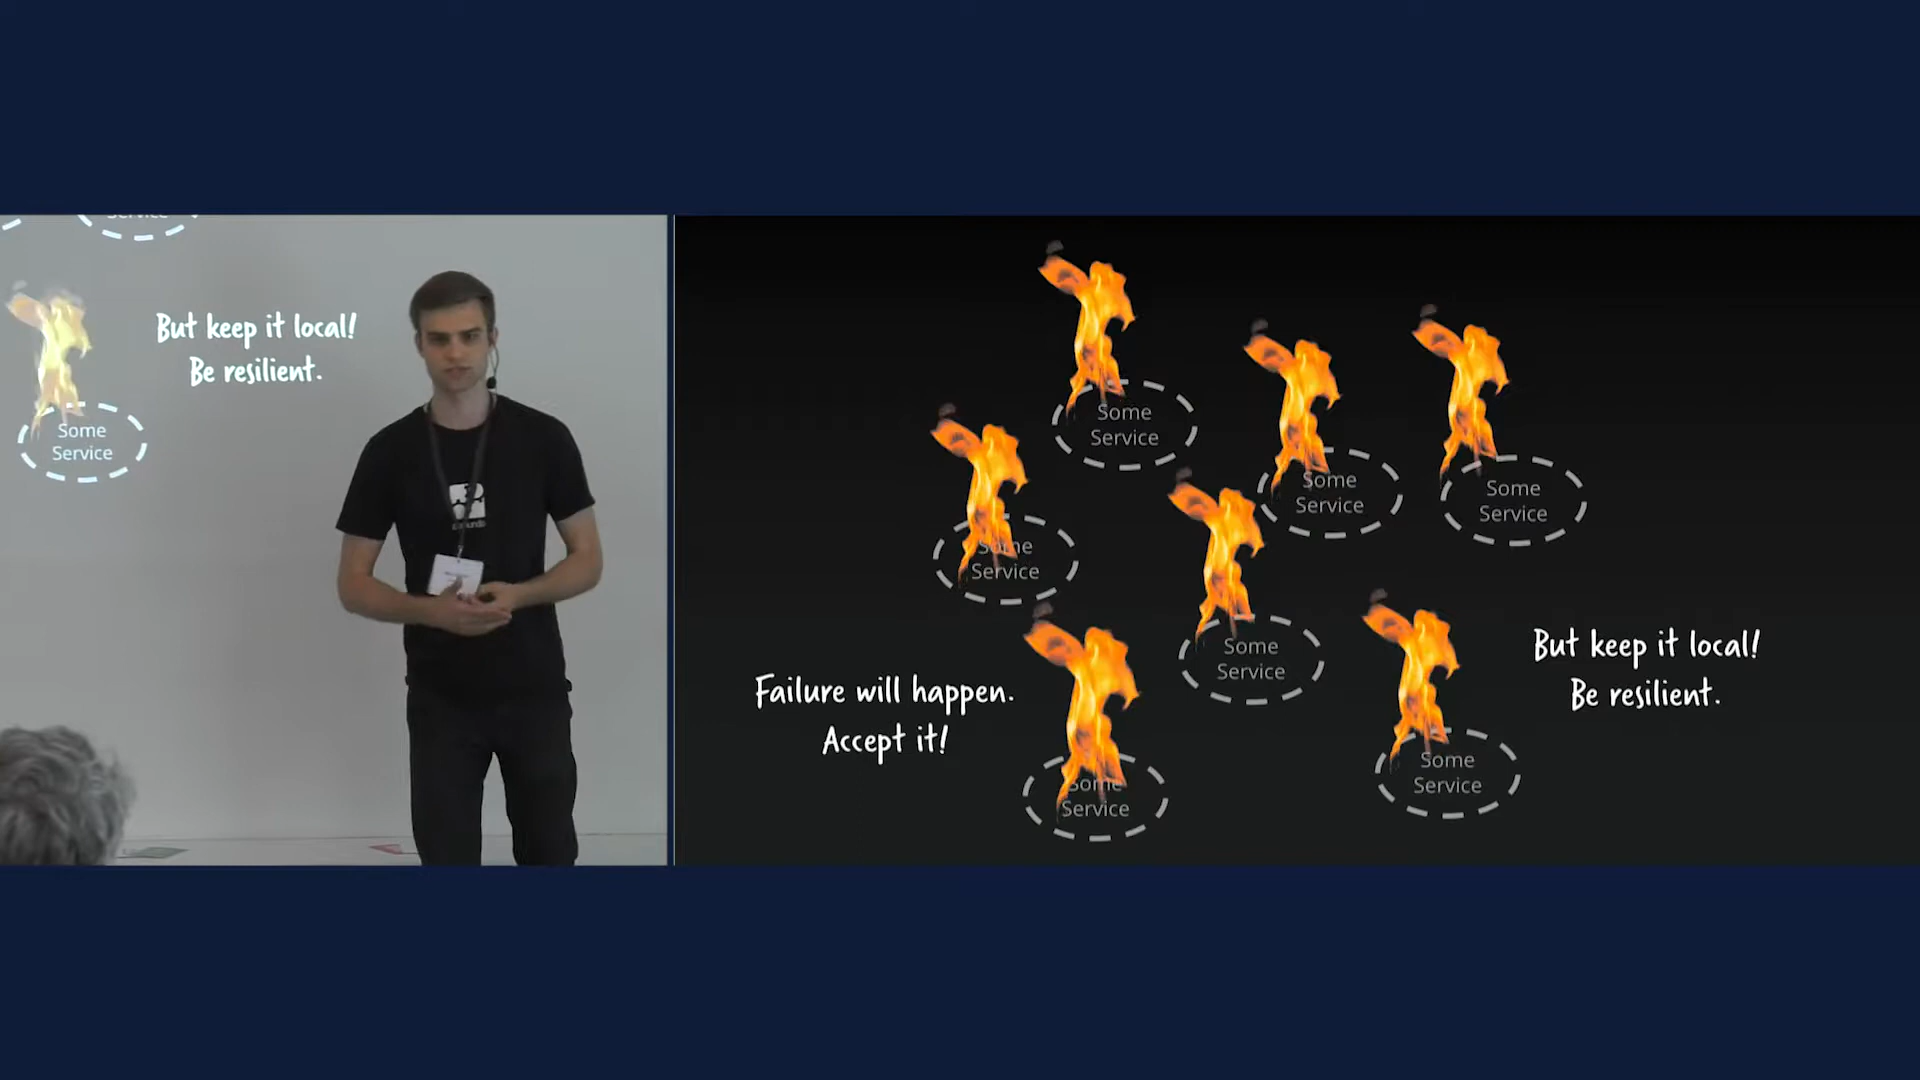 Service
But keep it local!
Be resilient.
Some
Service
Some
Service
Some
Service
Some
Service
Some
Service
Some
Service
Failure will happen.
Accept it!
But keep it local!
Be resilient.
Some
Service
Some
Service